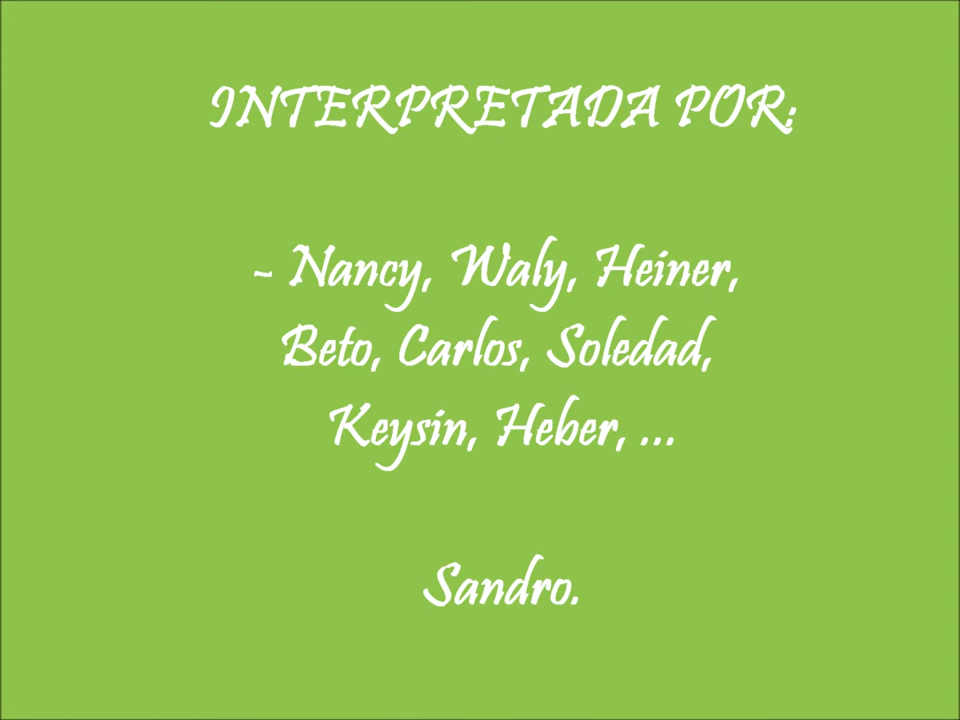 INTERPRETADA POR:
- Nancy, Waly, Heiner,
Beto, Carlos, Soledad,
Keysin, Heber, ...
Sandro.